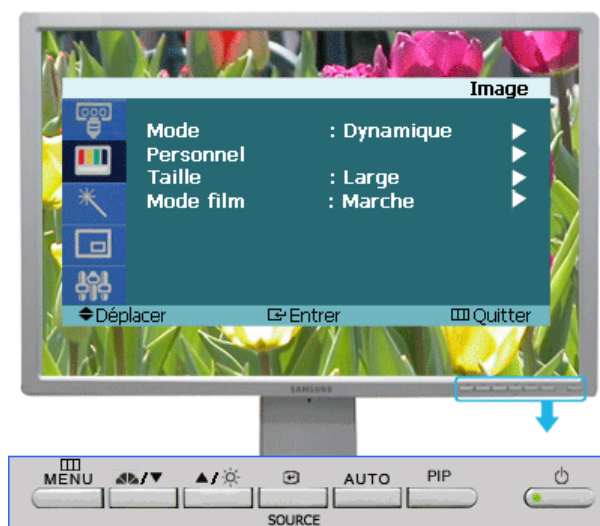 Image
Mode : Dynamique
Personnel
Taille : Large
Mode film : Marche
Déplacer Entrer Quitter
SAMSUNG
MENU AUTO PIP
SOURCE